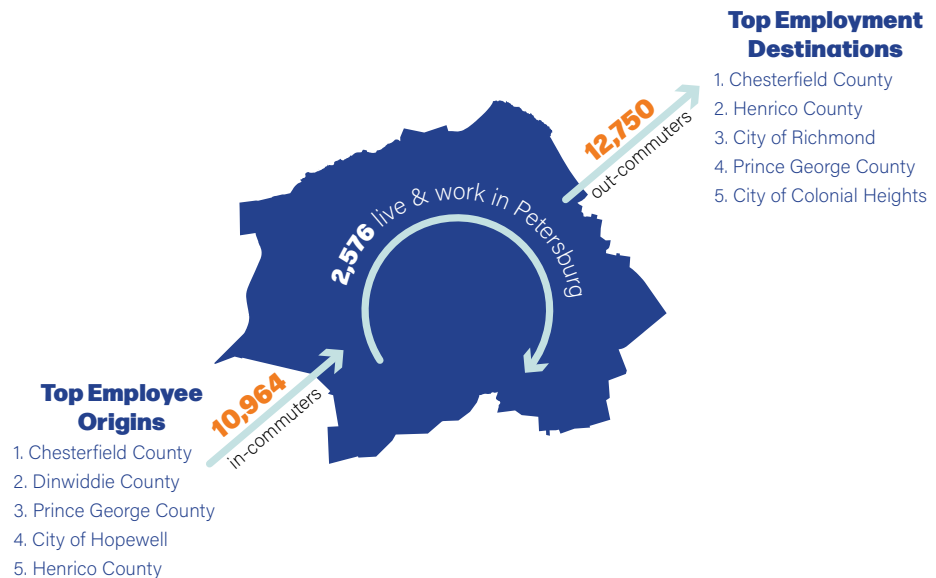 Top Employment
Destinations
1. Chesterfield County
2. Henrico County
3. City of Richmond
4. Prince George County
5. City of Colonial Heights
12,750
out-commuters
2,576 live & work in Petersburg
10,964
in-commuters
Top Employee
Origins
1. Chesterfield County
2. Dinwiddie County
3. Prince George County
4. City of Hopewell
5. Henrico County